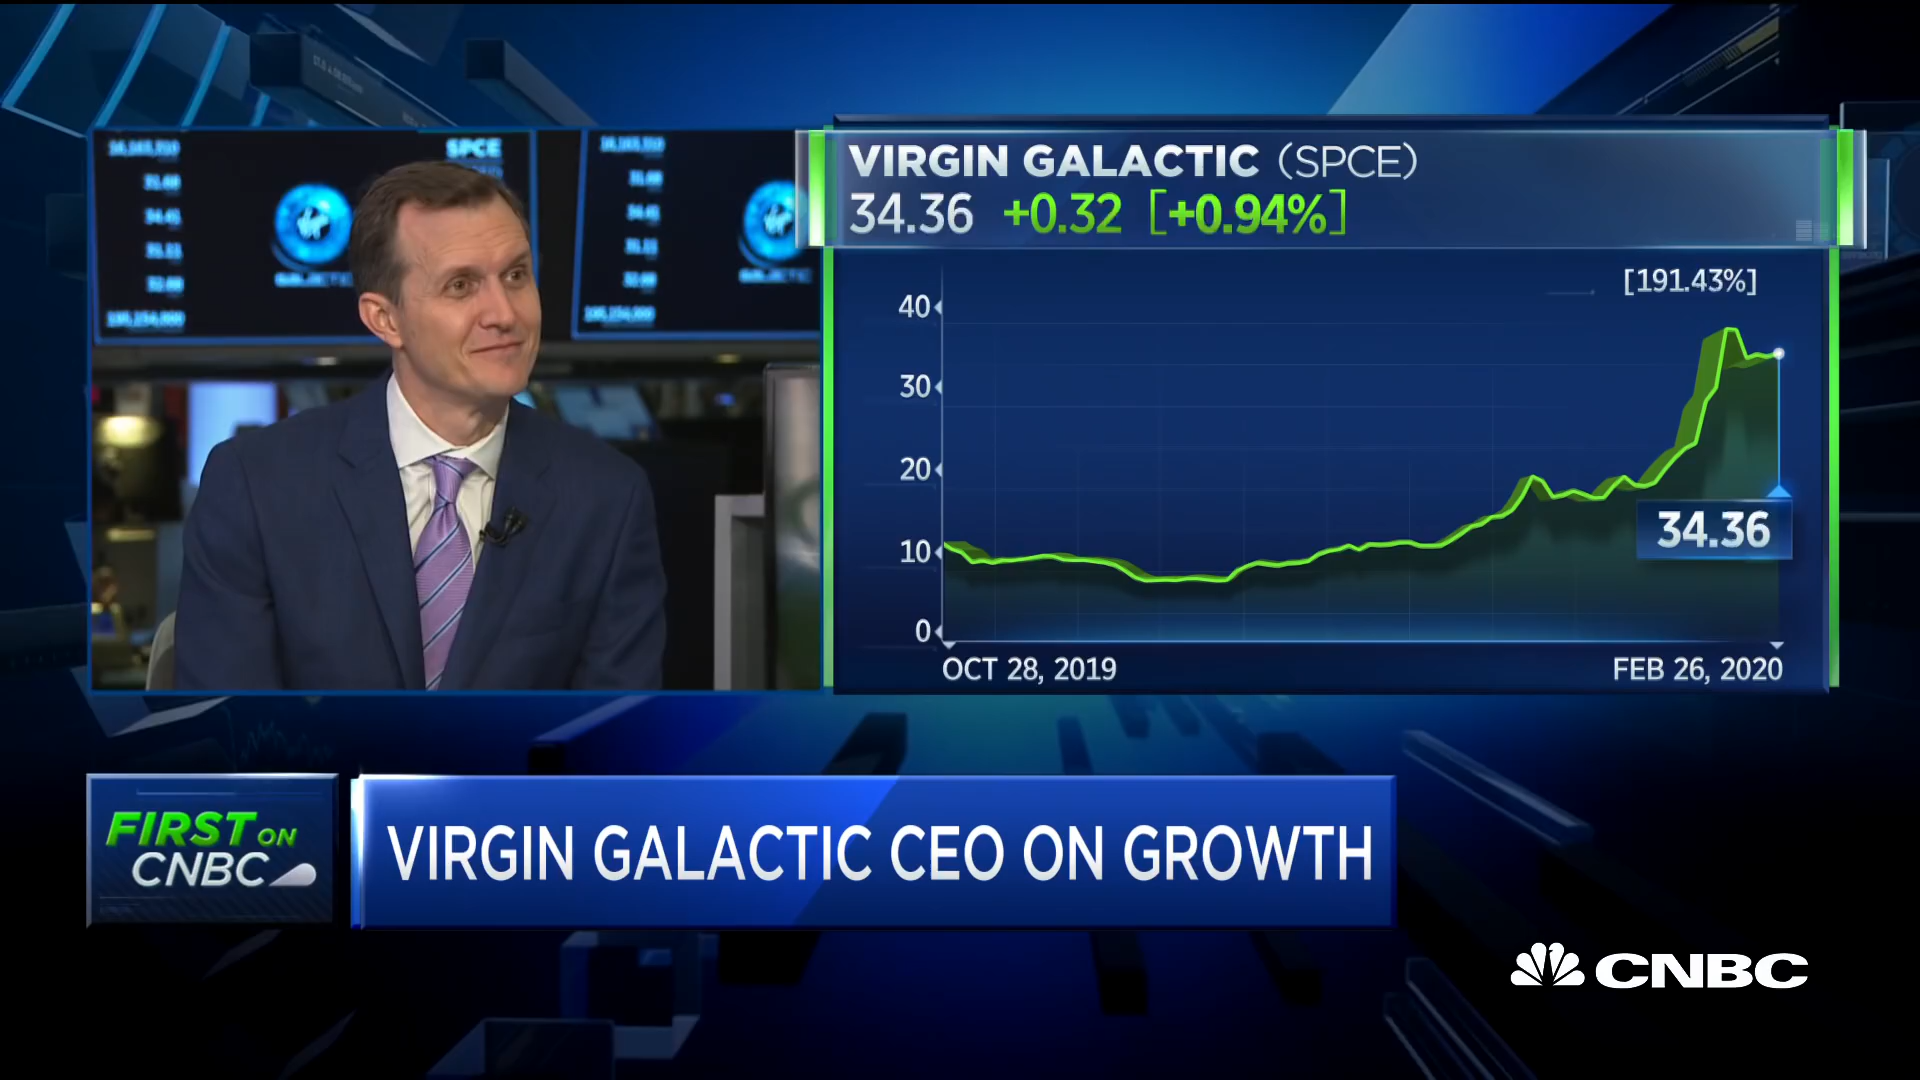 SPCE
VIRGIN GALACTIC (SPCE)
34.36 +0.32 [+0.94%]
[191.43%]
40
30
20
10
0
34.36
OCT 28, 2019
FEB 26, 2020
FIRST ON
CNBC
VIRGIN GALACTIC CEO ON GROWTH
CNBC